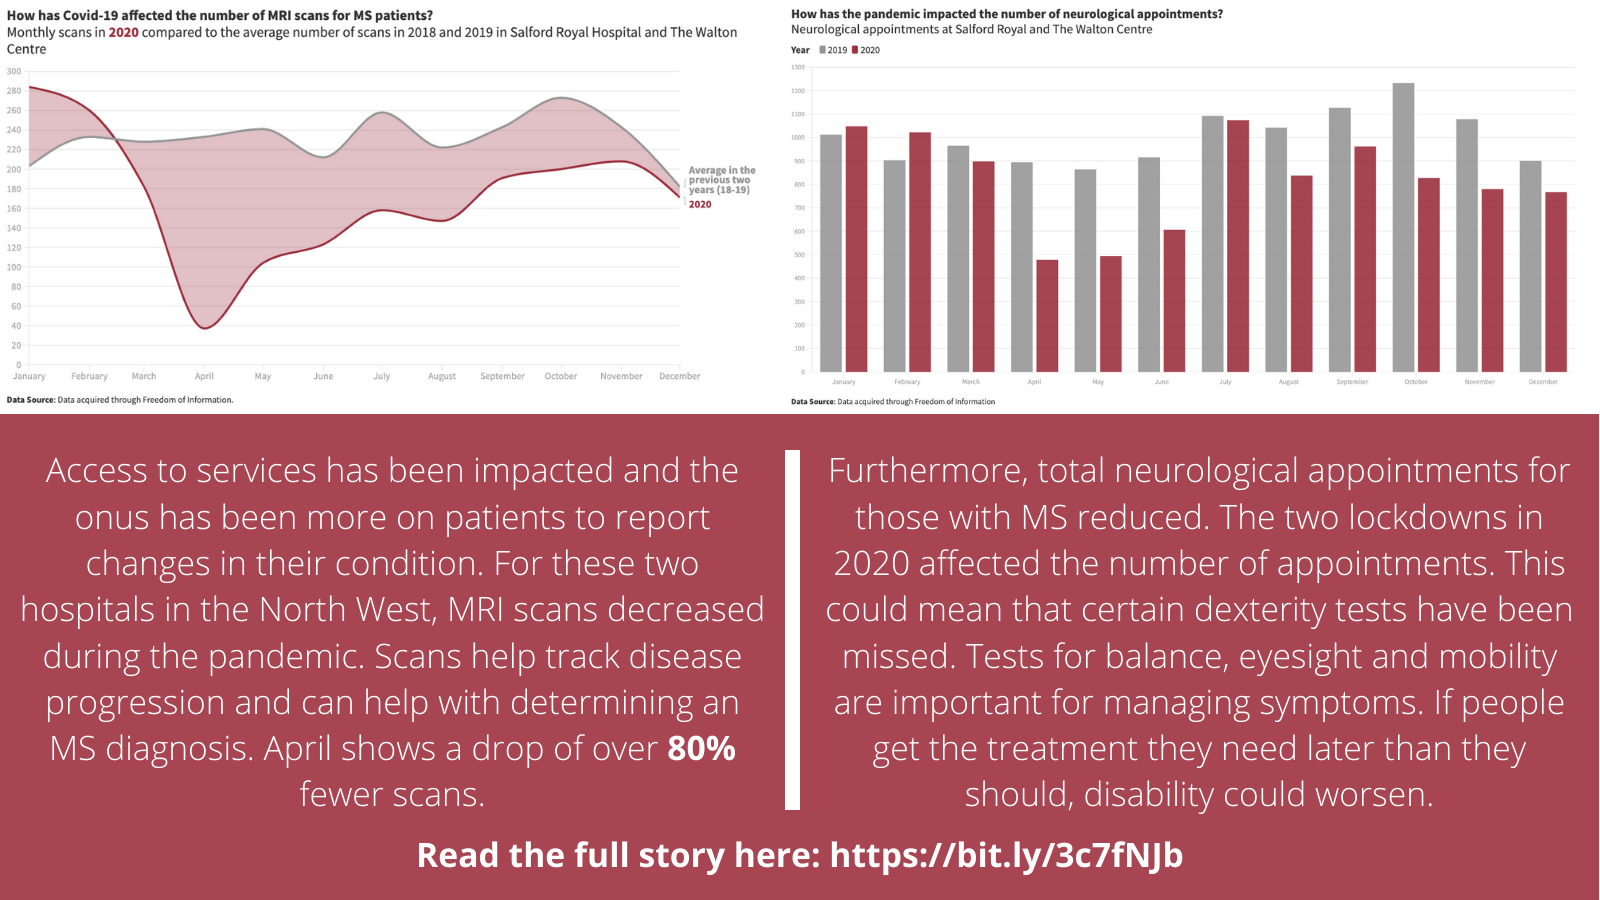 How has Covid-19 affected the number of MRI scans for MS patients?
Monthly scans in 2020 compared to the average number of scans in 2018 and 2019 in Salford Royal Hospital and The Walton
Centre
300
280
260
240
220
200
180
160
140
120
100
80
60
40
20
0
January February March April May June July August September October November December
Average in the
previous two
years (18-19)
2020
Data Source: Data acquired through Freedom of Information.
How has the pandemic impacted the number of neurological appointments?
Neurological appointments at Salford Royal and The Walton Centre
Year 2019 2020
1300
1200
1100
1000
900
800
700
600
500
400
300
200
100
0
January February March April May June July August September October November December
Data Source: Data acquired through Freedom of Information
Access to services has been impacted and the
onus has been more on patients to report
changes in their condition. For these two
hospitals in the North West, MRI scans decreased
during the pandemic. Scans help track disease
progression and can help with determining an
MS diagnosis. April shows a drop of over 80%
fewer scans.
Furthermore, total neurological appointments for
those with MS reduced. The two lockdowns in
2020 affected the number of appointments. This
could mean that certain dexterity tests have been
missed. Tests for balance, eyesight and mobility
are important for managing symptoms. If people
get the treatment they need later than they
should, disability could worsen.
Read the full story here: https://bit.ly/3c7fNJb